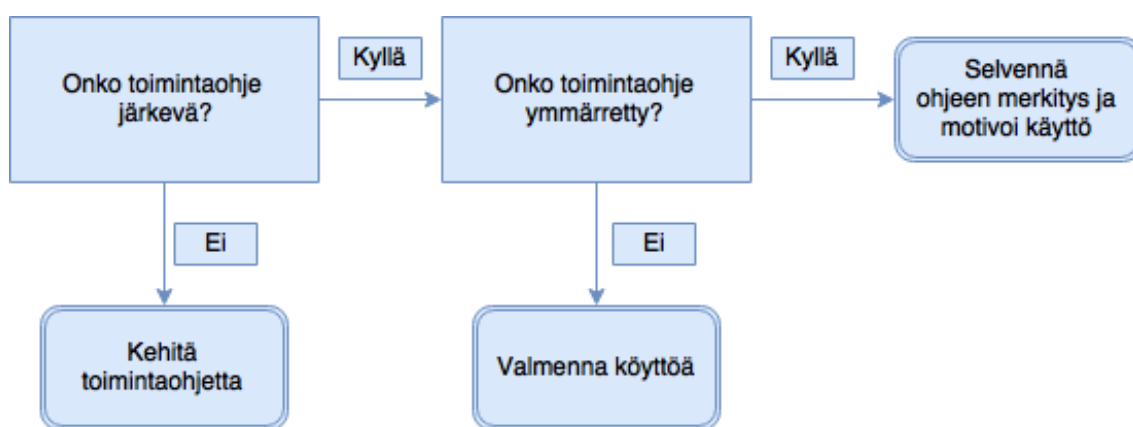 Onko toimintaohje
järkevä?
Kyllä
Onko toimintaohje
ymmärretty?
Kyllä
Selvennä
ohjeen merkitys ja
motivoi käyttö
Ei
Ei
Kehitä
toimintaohjetta
Valmenna köyttöä